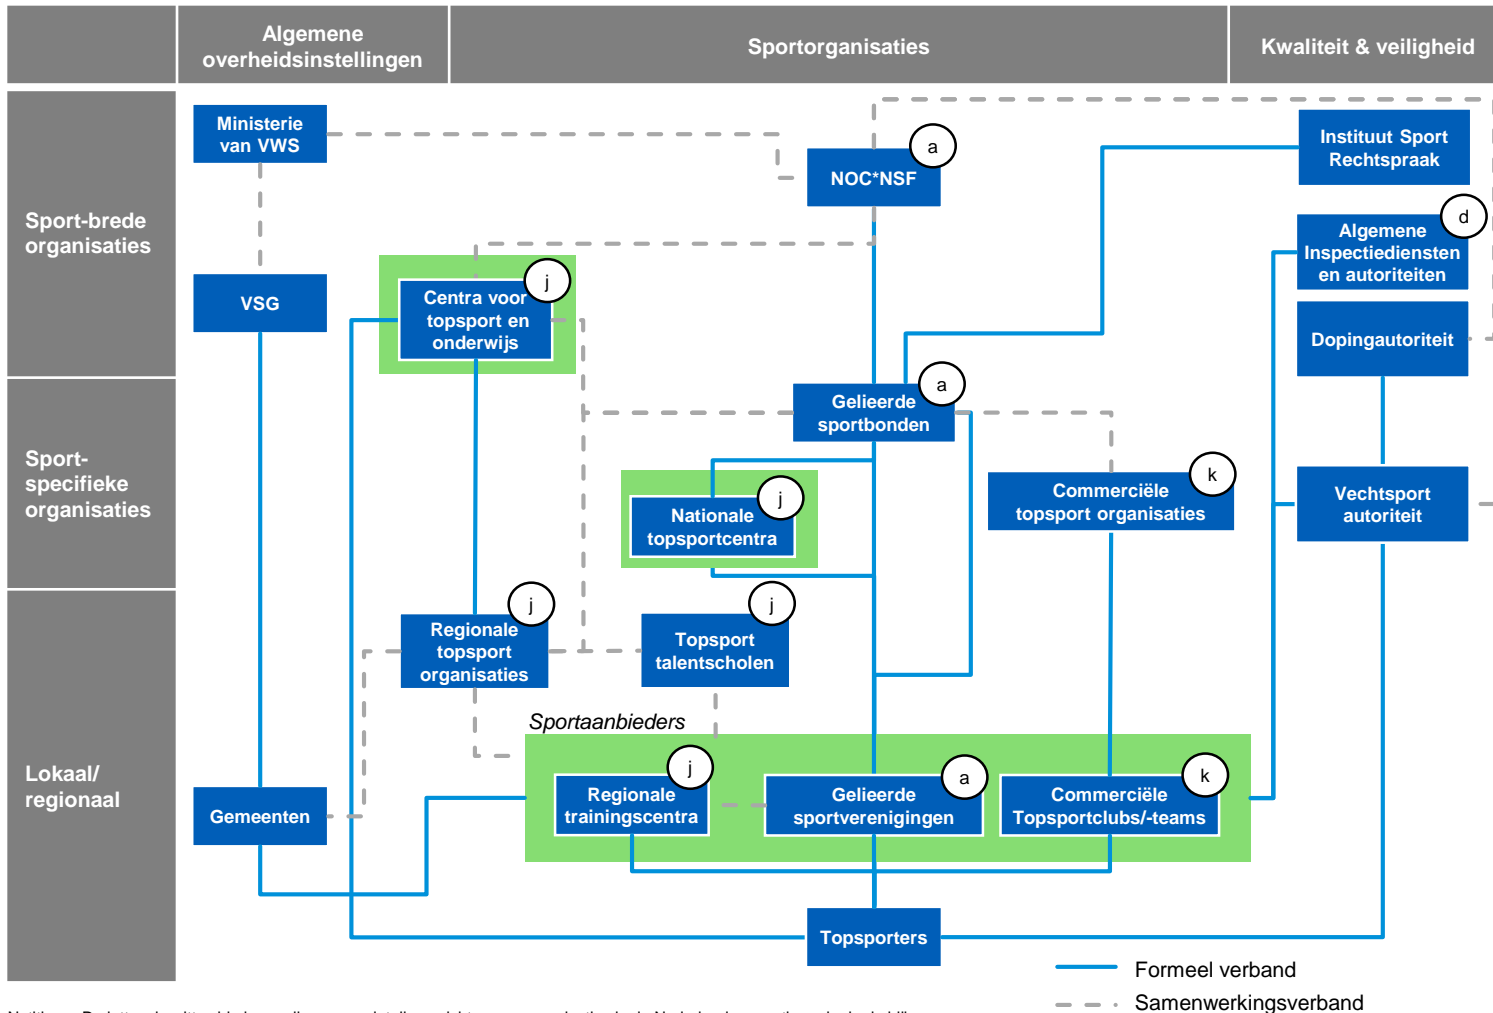 Algemene
overheidsinstellingen
Sportorganisaties
Kwaliteit & veiligheid
Sport-brede
organisaties
Ministerie
van VWS
a
NOC*NSF
Instituut Sport
Rechtspraak
d
Algemene
Inspectiediensten
en autoriteiten
VSG
j
Centra voor
topsport en
onderwijs
Dopingautoriteit
Sport-
specifieke
organisaties
a
Gelieerde
sportbonden
j
Nationale
topsportcentra
k
Commerciële
topsport organisaties
Vechtsport
autoriteit
Lokaal/
regionaal
j
Regionale
topsport
organisaties
j
Topsport
talentscholen
Sportaanbieders
Gemeenten
j
Regionale
trainingscentra
a
Gelieerde
sportverenigingen
k
Commerciële
Topsportclubs/-teams
Topsporters
Formeel verband
Samenwerkingsverband